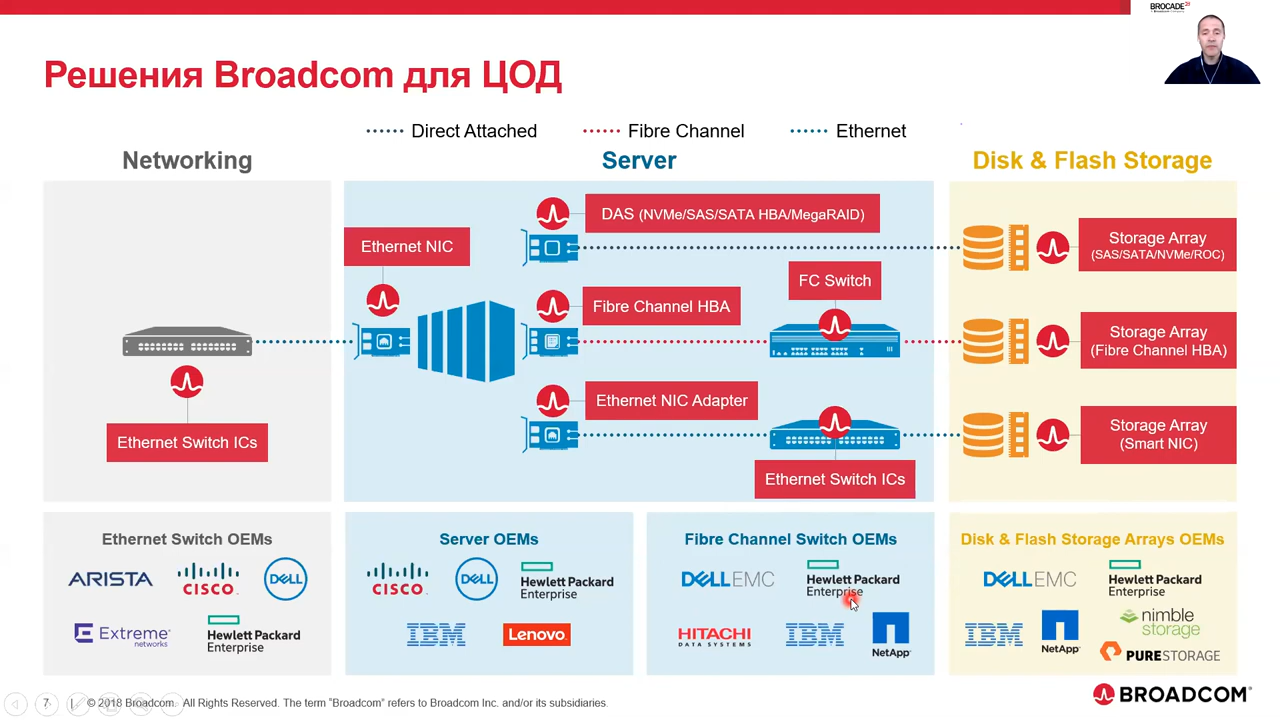 BROCADE
Решения Broadcom для ЦОД
Direct Attached
Fibre Channel
Ethernet
Networking
Server
Disk & Flash Storage
Ethernet NIC
DAS (NVMe/SAS/SATA HBA/MegaRAID)
Fibre Channel HBA
FC Switch
Ethernet NIC Adapter
Ethernet Switch ICs
Ethernet Switch ICs
Storage Array
(SAS/SATA/NVMe/ROC)
Storage Array
(Fibre Channel HBA)
Storage Array
(Smart NIC)
Ethernet Switch OEMs
ARISTA
CISCO
DELL
Extreme
networks
Hewlett Packard
Enterprise
Server OEMs
CISCO
DELL
Hewlett Packard
Enterprise
IBM
Lenovo
Fibre Channel Switch OEMs
DELLEMC
Hewlett Packard
Enterprise
HITACHI
DATA SYSTEMS
IBM
NetApp
Disk & Flash Storage Arrays OEMs
DELLEMC
Hewlett Packard
Enterprise
IBM
NetApp
nimble
storage
PURESTORAGE
7 | © 2018 Broadcom. All Rights Reserved. The term “Broadcom” refers to Broadcom Inc. and/or its subsidiaries.
BROADCOM